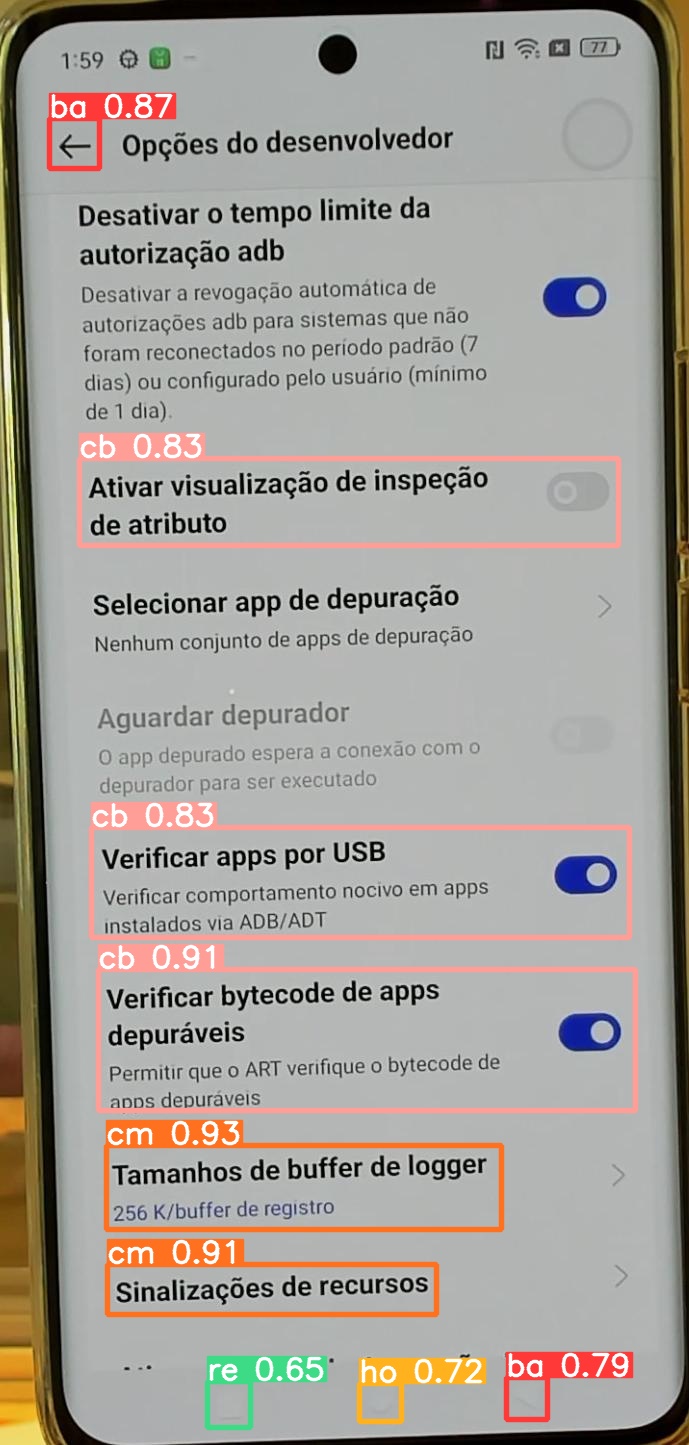 1:59
77
ba 0.87
Opções do desenvolvedor
Desativar o tempo limite da
autorização adb
Desativar a revogação automática de
autorizações adb para sistemas que não
foram reconectados no período padrão (7
dias) ou configurado pelo usuário (mínimo
de 1 dia).
cb 0.83
Ativar visualização de inspeção
de atributo
Selecionar app de depuração
Nenhum conjunto de apps de depuração
Aguardar depurador
O app depurado espera a conexão com o
depurador para ser executado
cb 0.83
Verificar apps por USB
Verificar comportamento nocivo em apps
instalados via ADB/ADT
cb 0.91
Verificar bytecode de apps
depuráveis
Permitir que o ART verifique o bytecode de
apps depuráveis
cm 0.93
Tamanhos de buffer de logger
256 K/buffer de registro
cm 0.91
Sinalizações de recursos
re 0.65
ho 0.72
ba 0.79